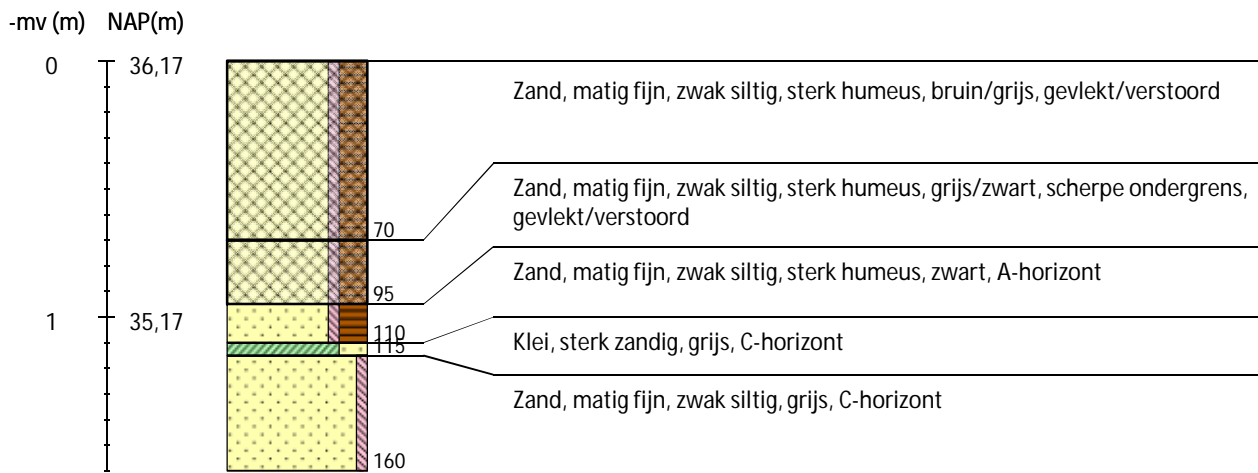 -mv (m) NAP(m)
0 36,17
Zand, matig fijn, zwak siltig, sterk humeus, bruin/grijs, gevlekt/verstoord
Zand, matig fijn, zwak siltig, sterk humeus, grijs/zwart, scherpe ondergrens,
gevlekt/verstoord
70
Zand, matig fijn, zwak siltig, sterk humeus, zwart, A-horizont
95
1 35,17
110
Klei, sterk zandig, grijs, C-horizont
115
Zand, matig fijn, zwak siltig, grijs, C-horizont
160